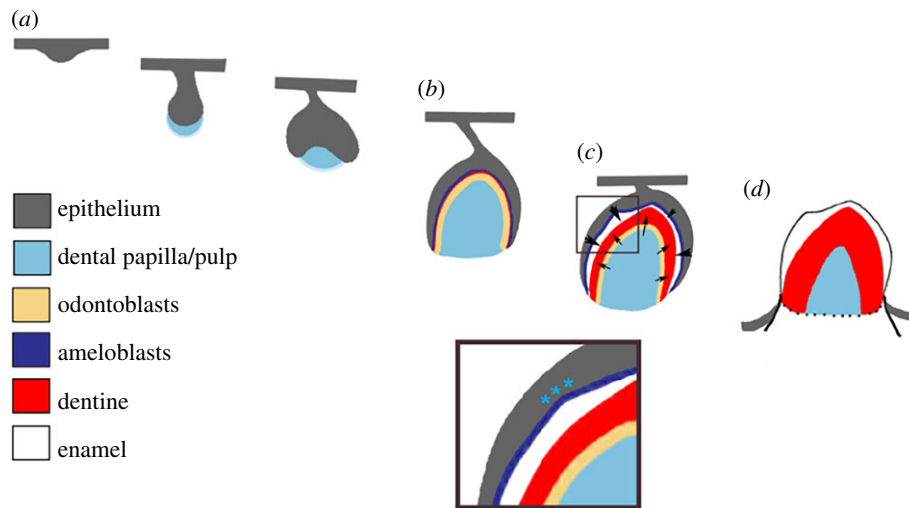 (a)
(b)
(c)
(d)
epithelium
dental papilla/pulp
odontoblasts
ameloblasts
dentine
enamel
***